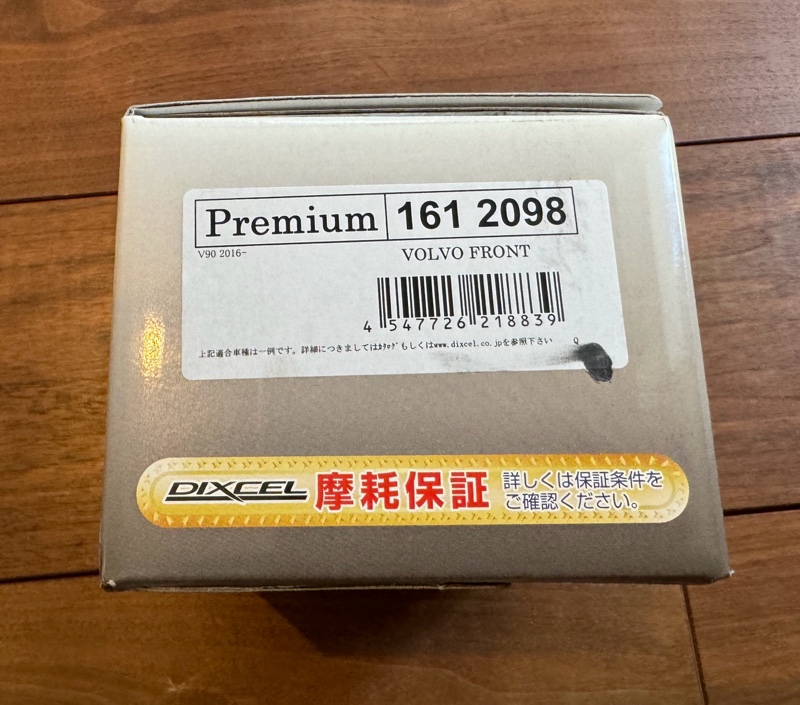 Premium 161 2098
V90 2016- VOLVO FRONT
4 547726 218839
上記適合車種は一例です。詳細につきましてはｶﾀﾛｸﾞもしくはwww.dixcel.co.jpを参照下さい Q
DIXCEL 摩耗保証 詳しくは保証条件を
ご確認ください。